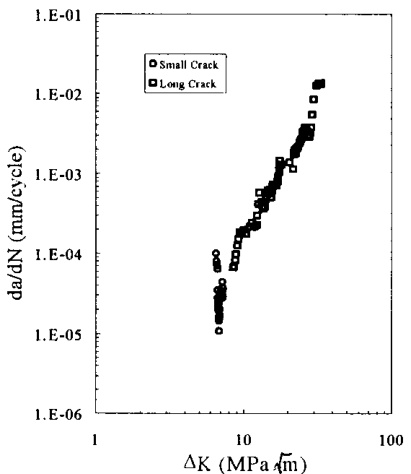 1.E-01
Small Crack
Long Crack
1.E-02
1.E-03
da/dN (mm/cycle)
1.E-04
1.E-05
1.E-06
1
10
100
ΔK (MPa √m)